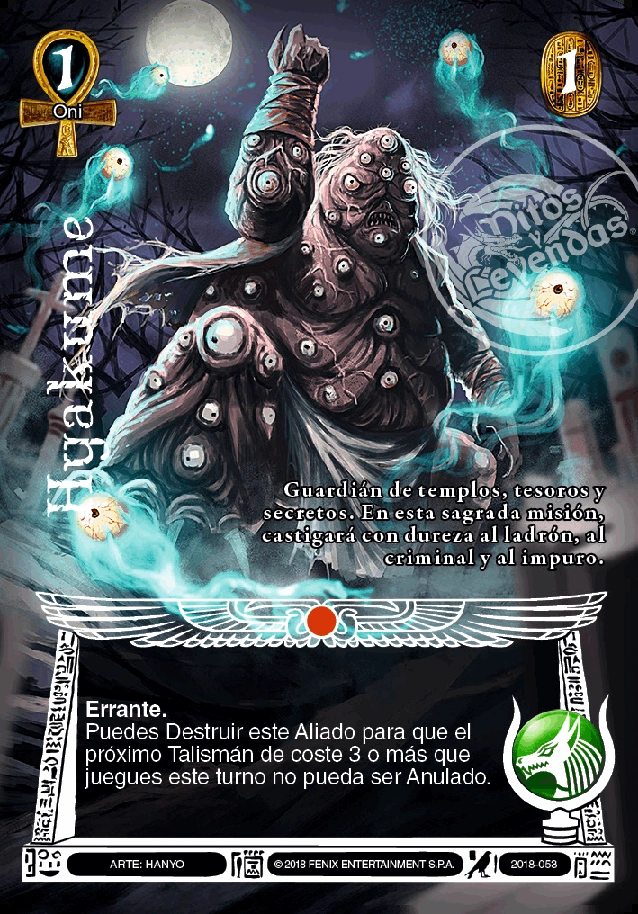 1
Oni
1
Mitos
y
Leyendas®
Hyakume
Guardián de templos, tesoros y
secretos. En esta sagrada misión,
castigará con dureza al ladrón, al
criminal y al impuro.
Errante.
Puedes Destruir este Aliado para que el
próximo Talismán de coste 3 o más que
juegues este turno no pueda ser Anulado.
ARTE: HANYO
©2018 FENIX ENTERTAINMENT S.P.A.
2018-053